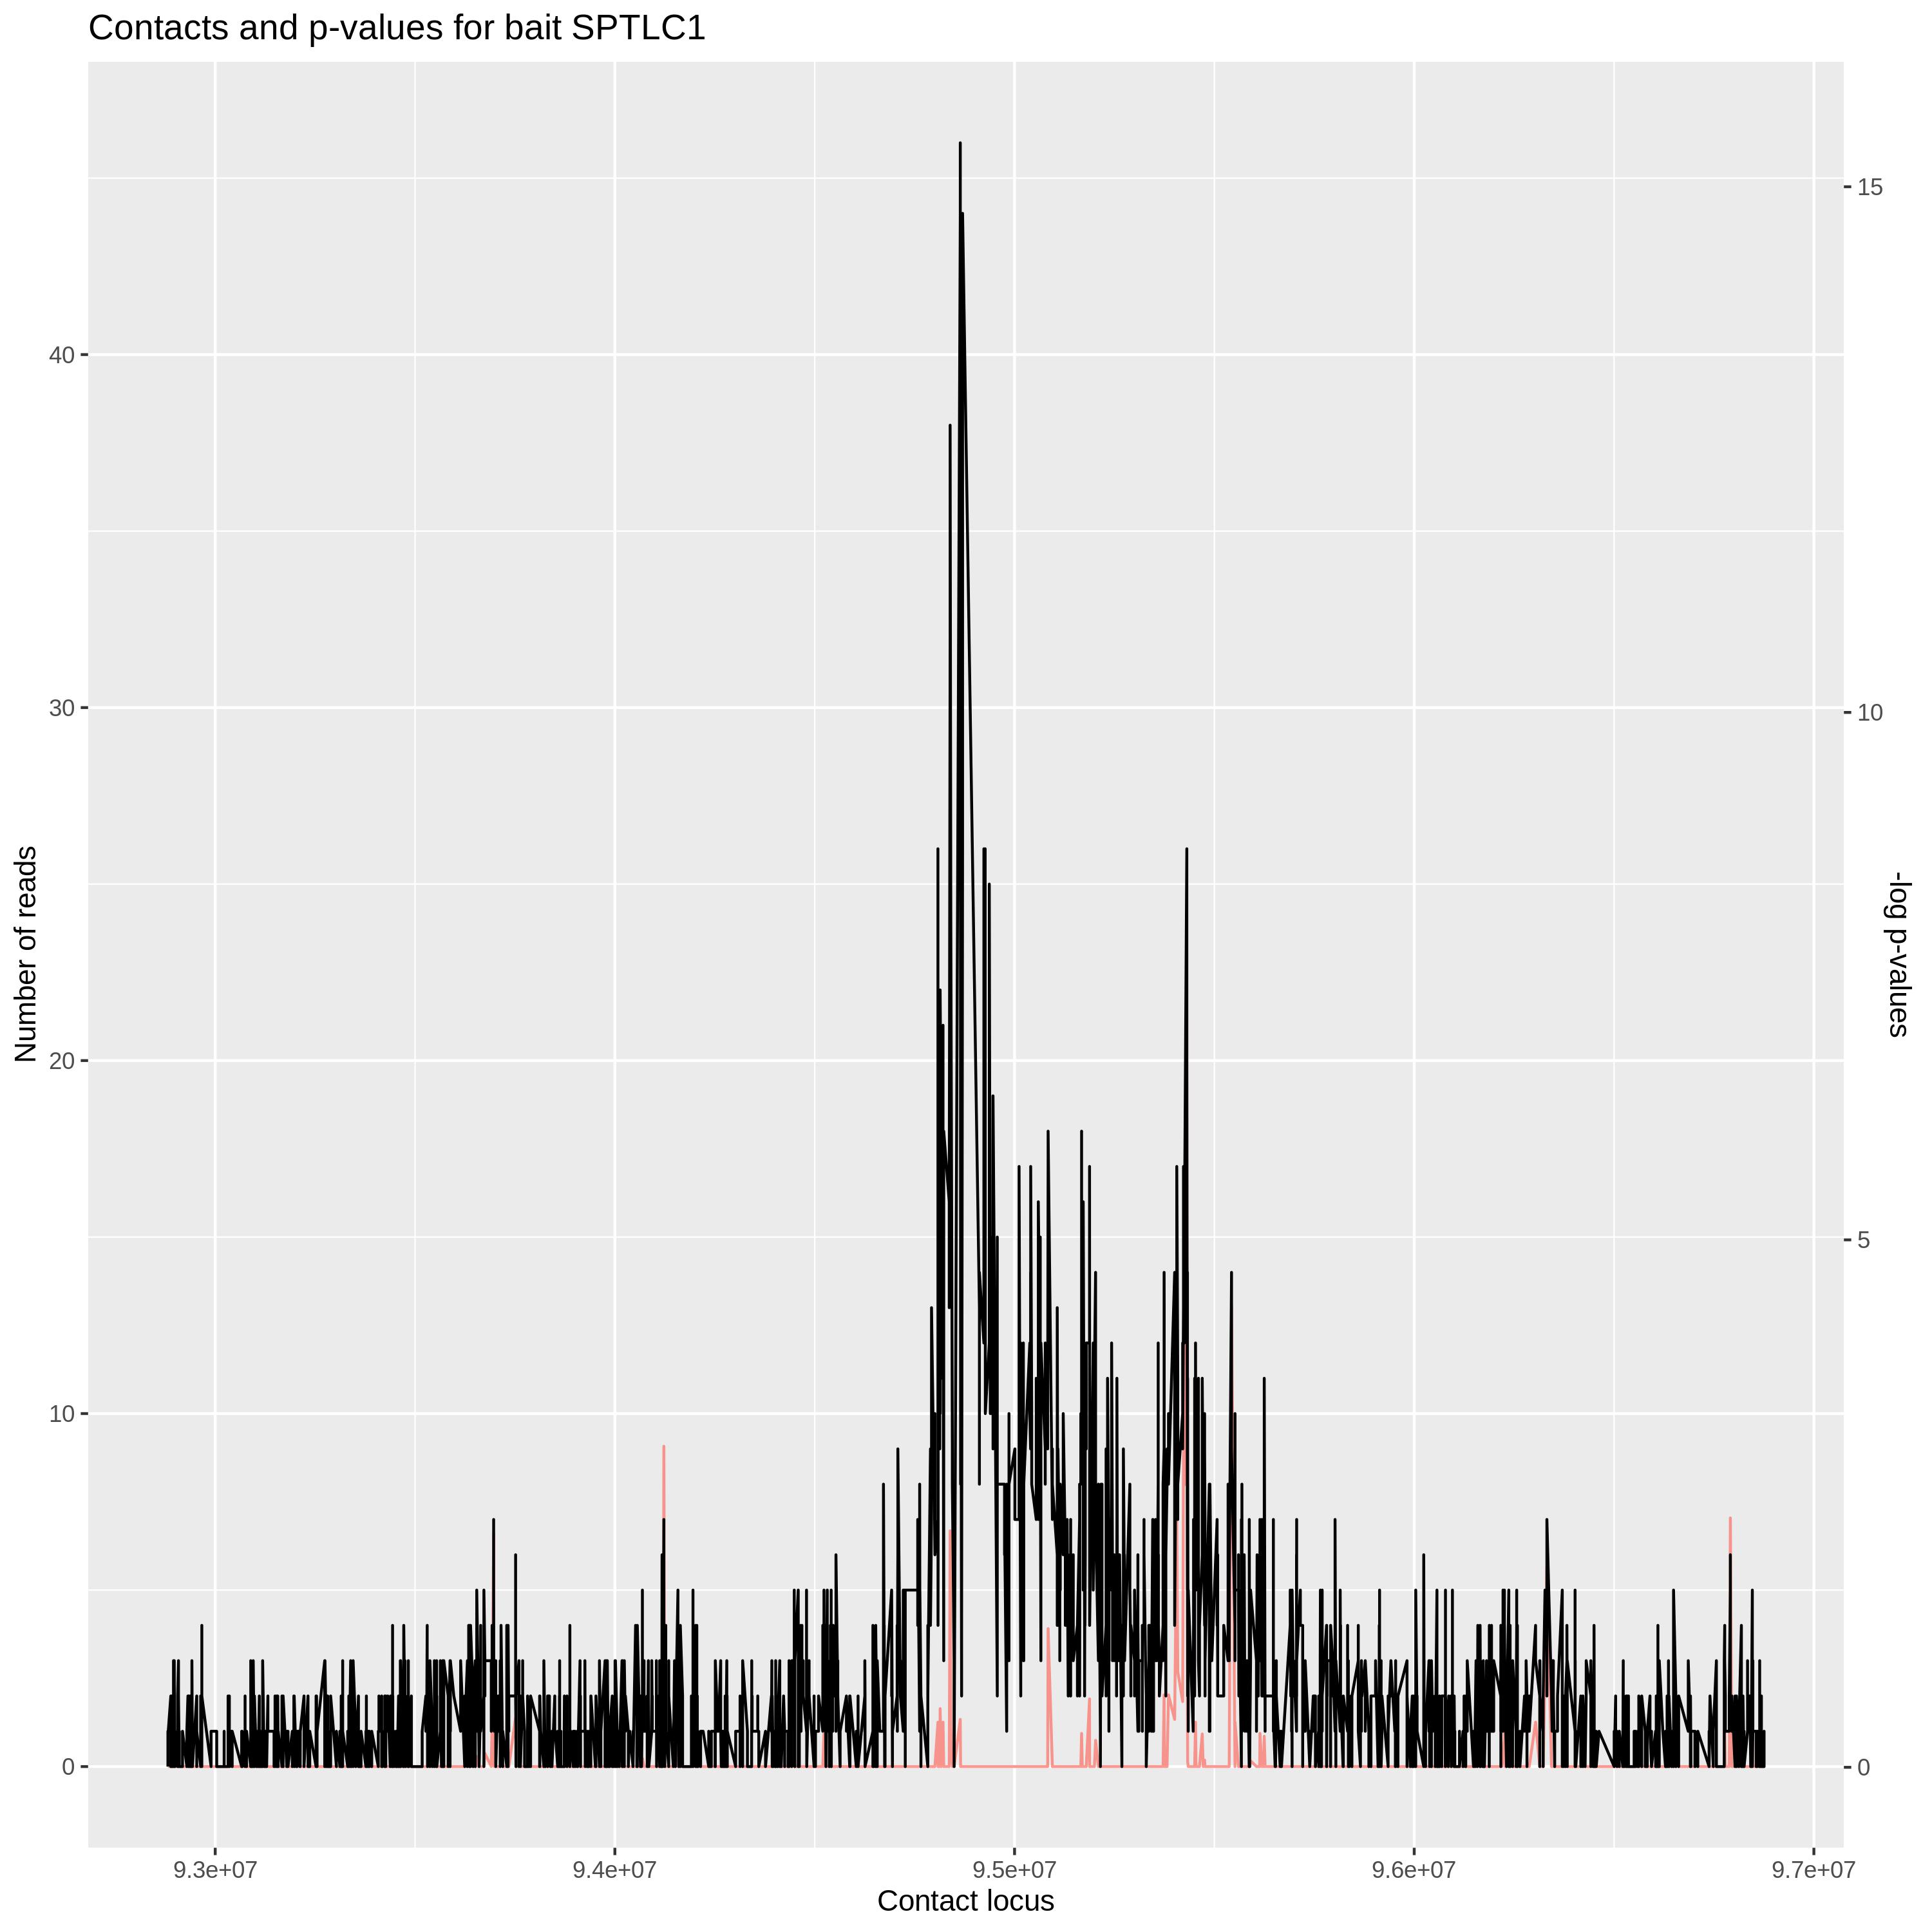 Contacts and p-values for bait SPTLC1
Number of reads
40
30
20
10
0
15
10
5
0
-log p-values
9.3e+07 9.4e+07 9.5e+07 9.6e+07 9.7e+07
Contact locus